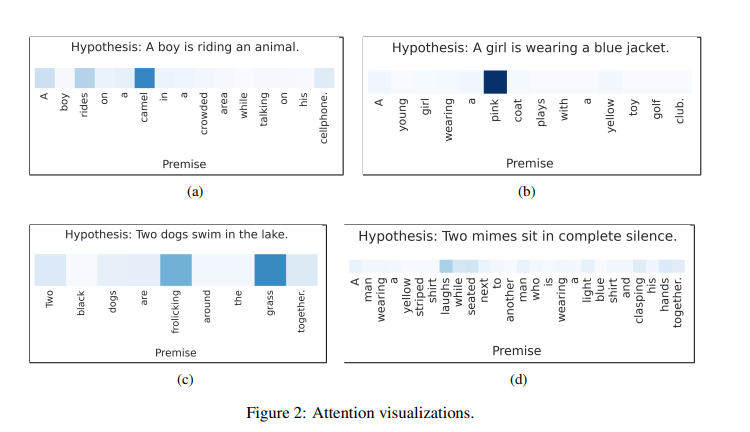 Hypothesis: A boy is riding an animal.
A boy rides on a camel in a crowded area while talking on his cellphone.
Premise
(a)
Hypothesis: A girl is wearing a blue jacket.
A young girl wearing a pink coat plays with a yellow toy golf club.
Premise
(b)
Hypothesis: Two dogs swim in the lake.
Two black dogs are frolicking around the grass together.
Premise
(c)
Hypothesis: Two mimes sit in complete silence.
A man wearing a yellow striped shirt laughs while seated next to another man who is wearing a light blue shirt and clasping his hands together.
Premise
(d)
Figure 2: Attention visualizations.